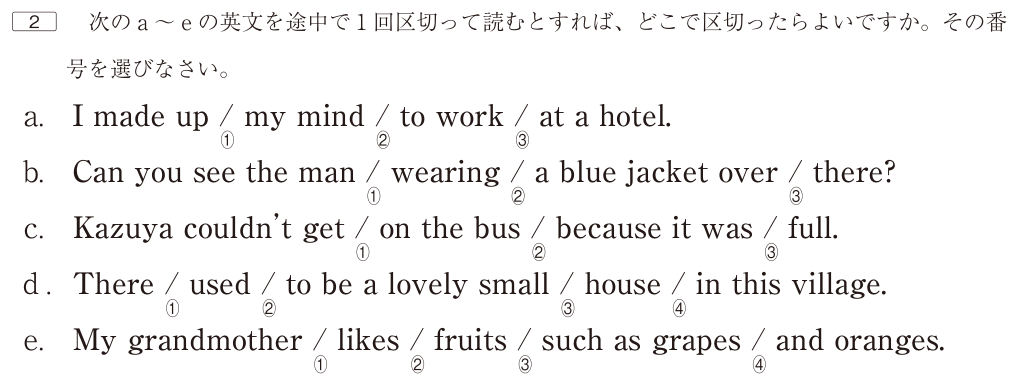 2 次のa～eの英文を途中で1回区切って読むとすれば、どこで区切ったらよいですか。その番
号を選びなさい。
a. I made up / my mind / to work / at a hotel.
① ② ③
b. Can you see the man / wearing / a blue jacket over / there?
① ② ③
c. Kazuya couldn't get / on the bus / because it was / full.
① ② ③
d. There / used / to be a lovely small / house / in this village.
① ② ③ ④
e. My grandmother / likes / fruits / such as grapes / and oranges.
① ② ③ ④